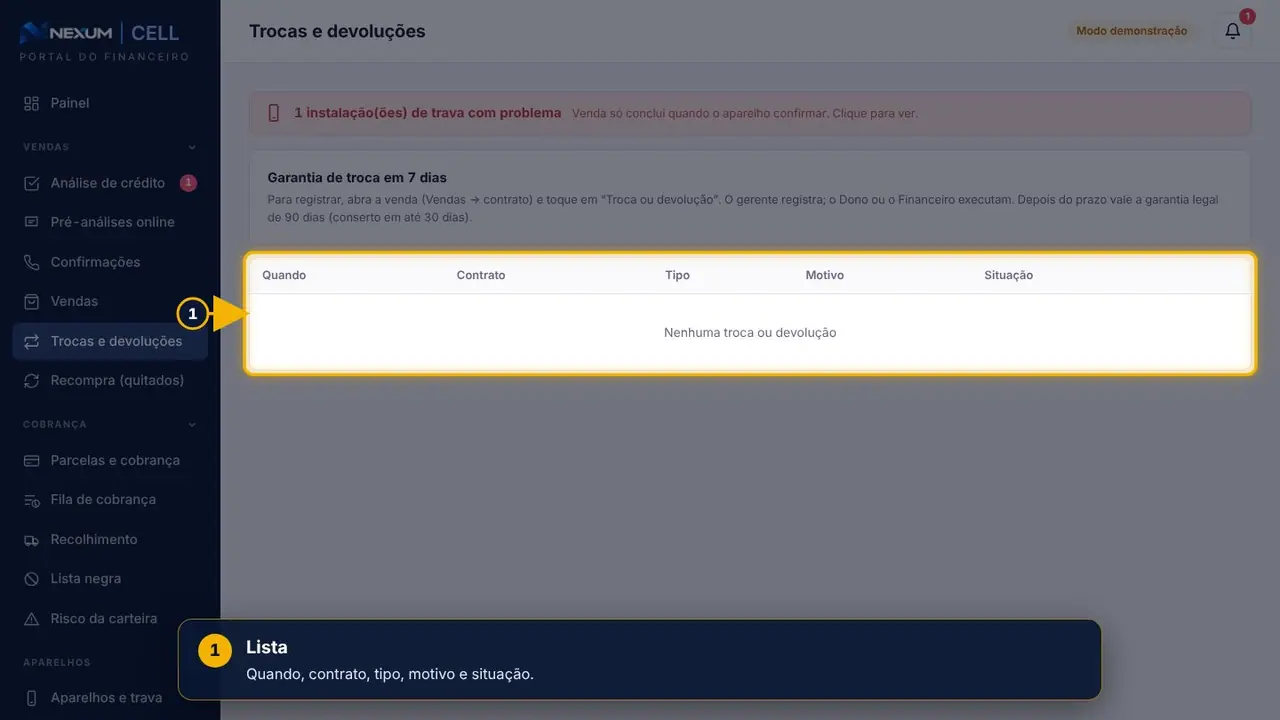 NEXUM | CELL
PORTAL DO FINANCEIRO
Painel
VENDAS
Análise de crédito 1
Pré-análises online
Confirmações
Vendas
Trocas e devoluções
Recompra (quitados)
COBRANÇA
Parcelas e cobrança
Fila de cobrança
Recolhimento
Lista negra
Risco da carteira
APARELHOS
Aparelhos e trava
Trocas e devoluções
Modo demonstração
1
1 instalação(ões) de trava com problema Venda só conclui quando o aparelho confirmar. Clique para ver.
Garantia de troca em 7 dias
Para registrar, abra a venda (Vendas → contrato) e toque em "Troca ou devolução". O gerente registra; o Dono ou o Financeiro executam. Depois do prazo vale a garantia legal
de 90 dias (conserto em até 30 dias).
Quando Contrato Tipo Motivo Situação
1
Nenhuma troca ou devolução
1 Lista
Quando, contrato, tipo, motivo e situação.